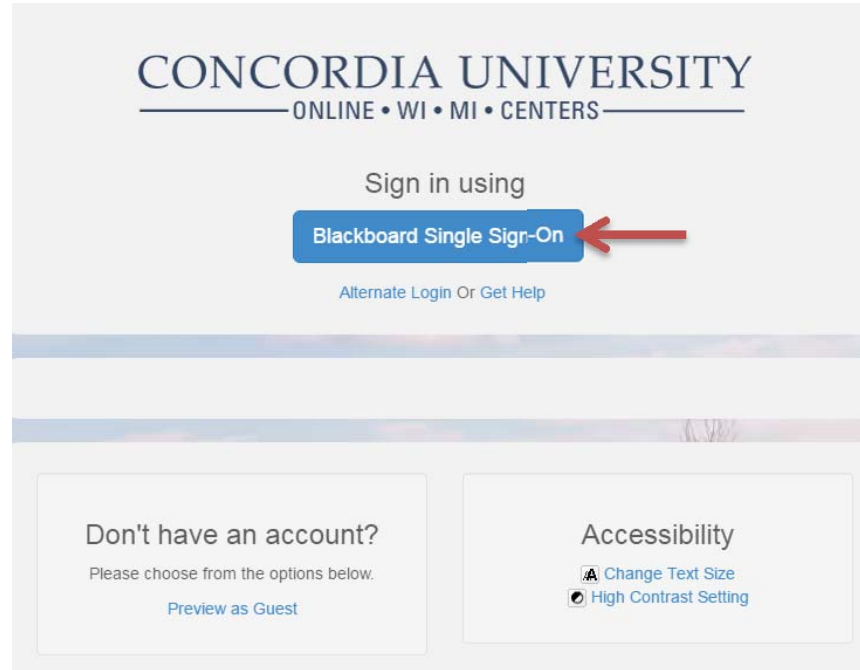 CONCORDIA UNIVERSITY
ONLINE • WI • MI • CENTERS
Sign in using
Blackboard Single Sign-On
Alternate Login Or Get Help
Don't have an account?
Please choose from the options below.
Preview as Guest
Accessibility
Change Text Size
High Contrast Setting